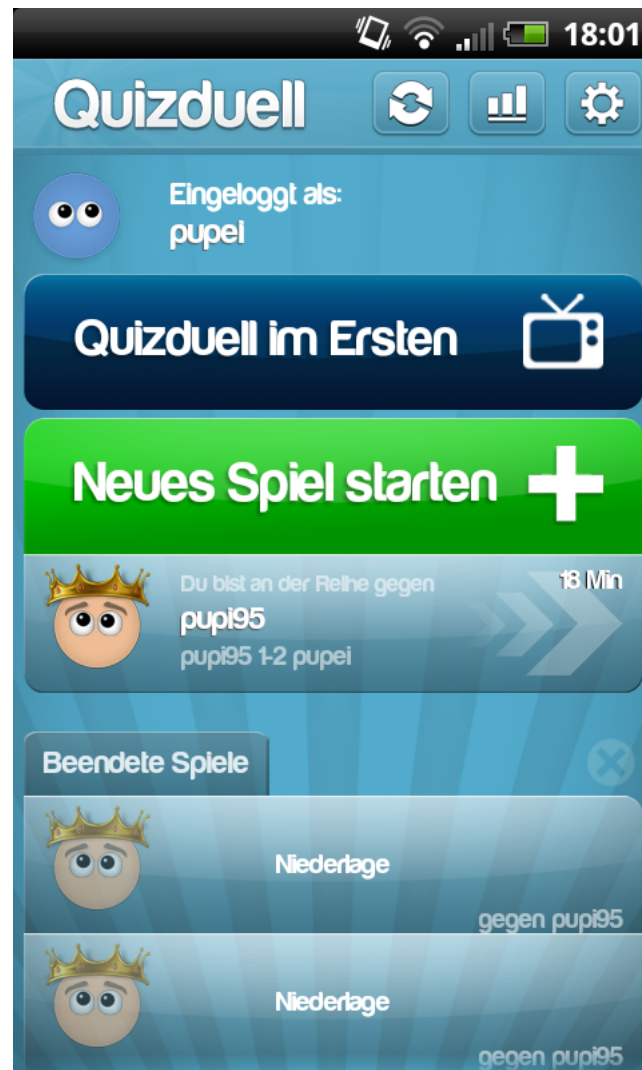 18:01
Quizduell
Eingeloggt als:
pupei
Quizduell im Ersten
Neues Spiel starten
Du bist an der Reihe gegen
18 Min
pupi95
pupi95 1-2 pupei
Beendete Spiele
Niederlage
gegen pupi95
Niederlage
gegen pupi95